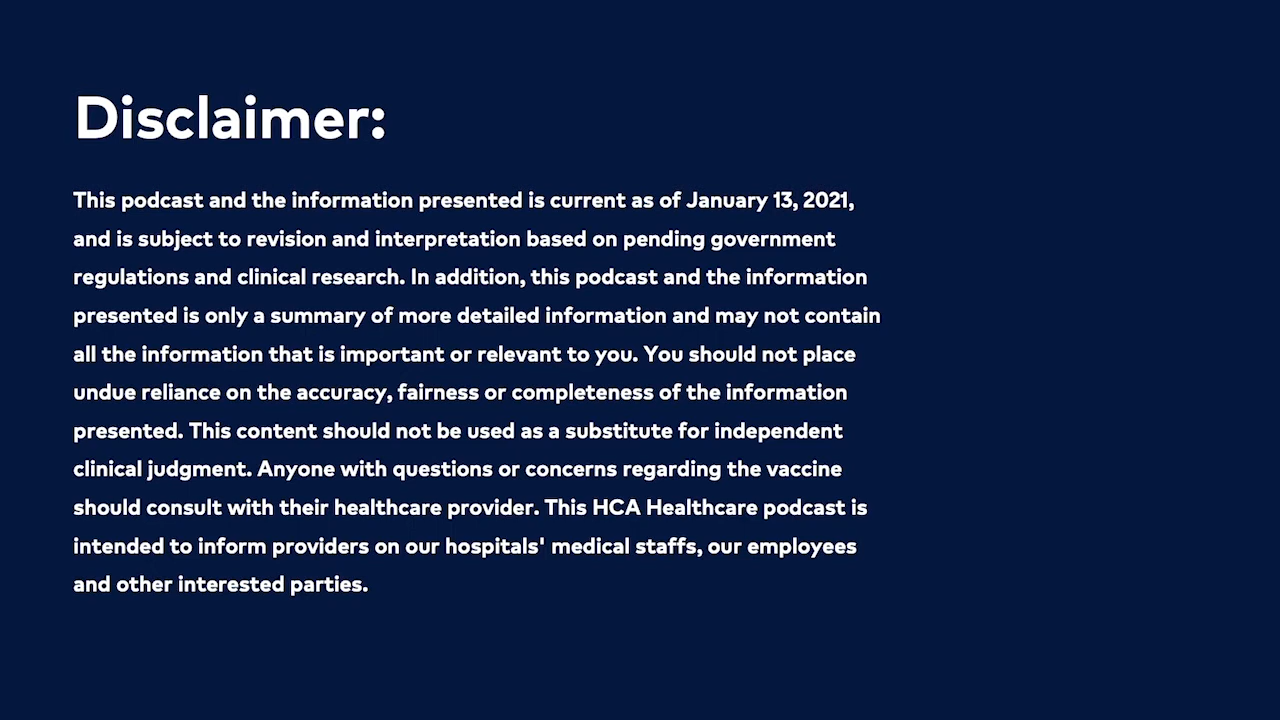 Disclaimer:
This podcast and the information presented is current as of January 13, 2021,
and is subject to revision and interpretation based on pending government
regulations and clinical research. In addition, this podcast and the information
presented is only a summary of more detailed information and may not contain
all the information that is important or relevant to you. You should not place
undue reliance on the accuracy, fairness or completeness of the information
presented. This content should not be used as a substitute for independent
clinical judgment. Anyone with questions or concerns regarding the vaccine
should consult with their healthcare provider. This HCA Healthcare podcast is
intended to inform providers on our hospitals' medical staffs, our employees
and other interested parties.